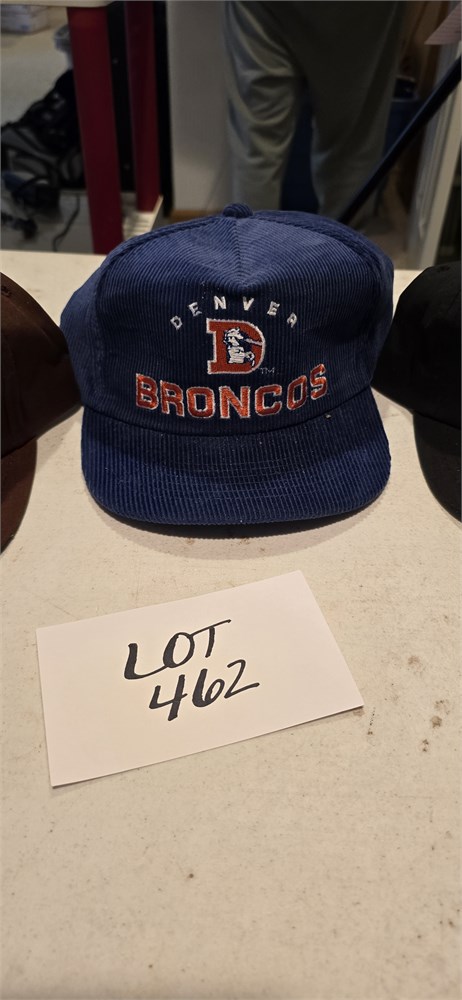 DENVER
D
TM
BRONCOS
LOT
462